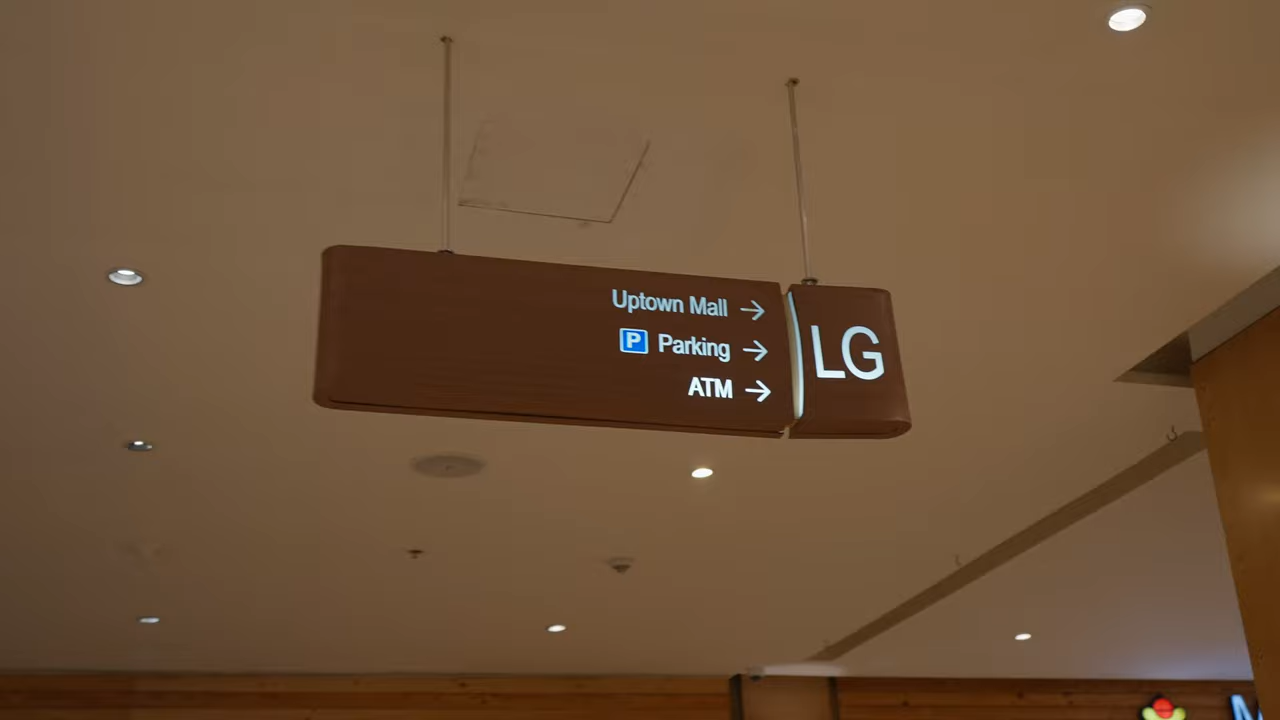 Uptown Mall →
P Parking →
ATM →
LG